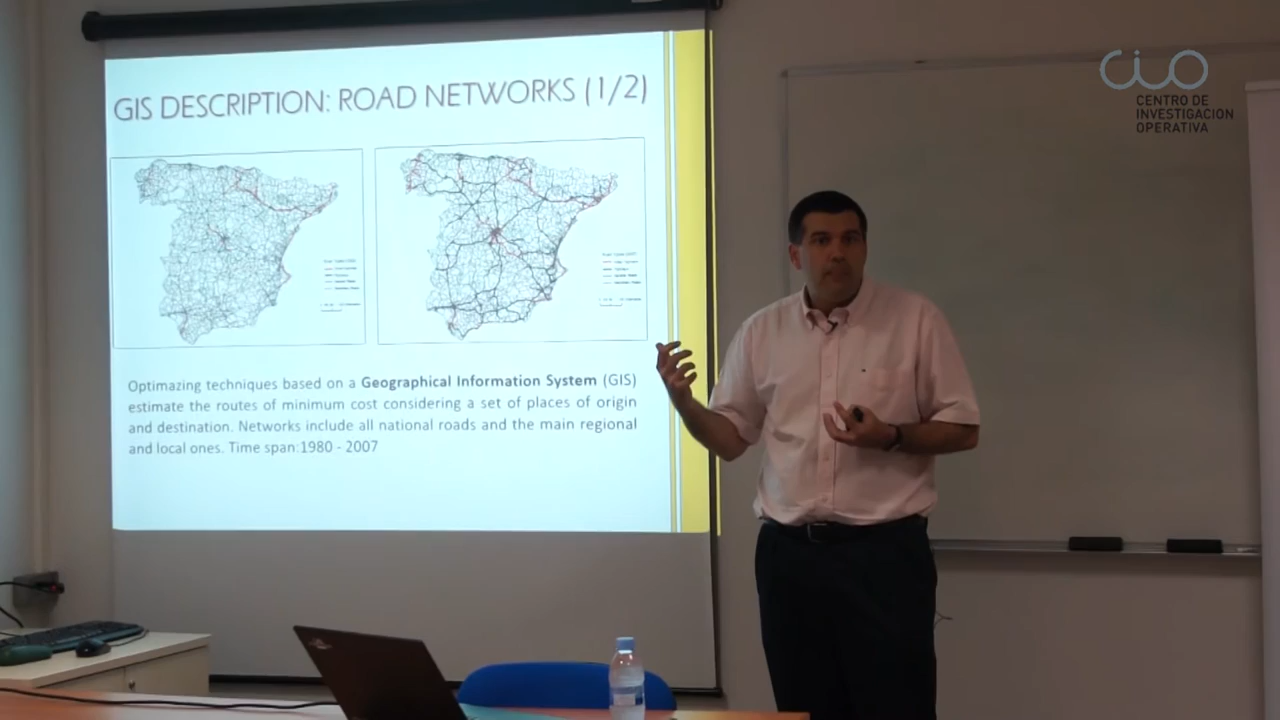 GIS DESCRIPTION: ROAD NETWORKS (1/2)
Optimazing techniques based on a Geographical Information System (GIS)
estimate the routes of minimum cost considering a set of places of origin
and destination. Networks include all national roads and the main regional
and local ones. Time span:1980 - 2007
CIO
CENTRO DE
INVESTIGACION
OPERATIVA